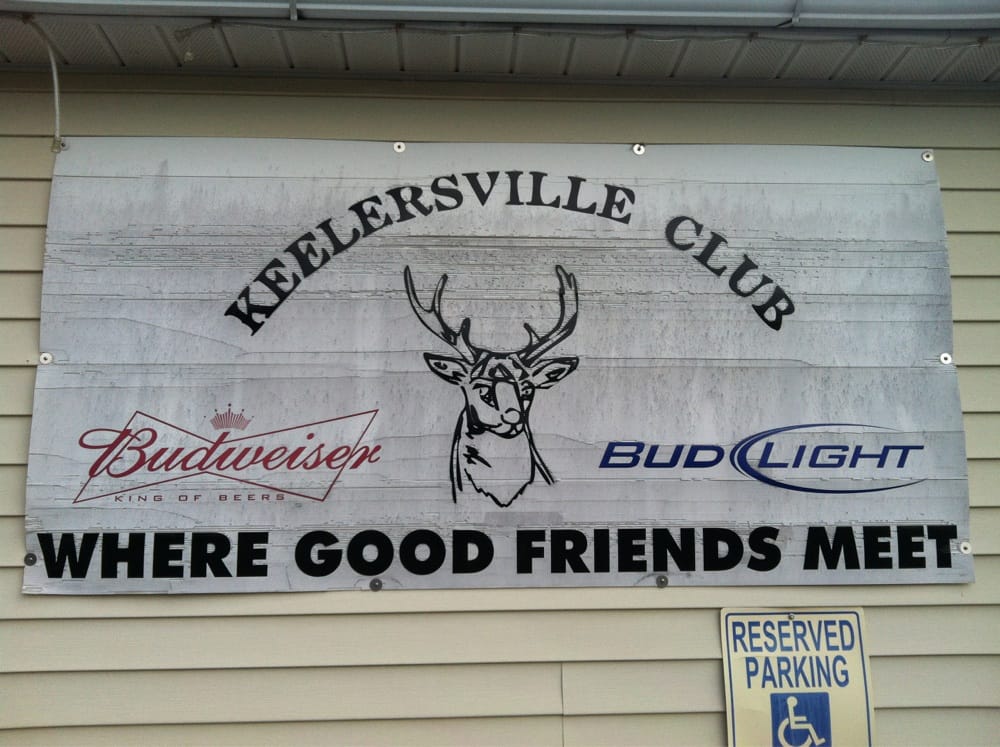 KEELERSVILLE CLUB
Budweiser
KING OF BEERS
BUD LIGHT
WHERE GOOD FRIENDS MEET
RESERVED
PARKING